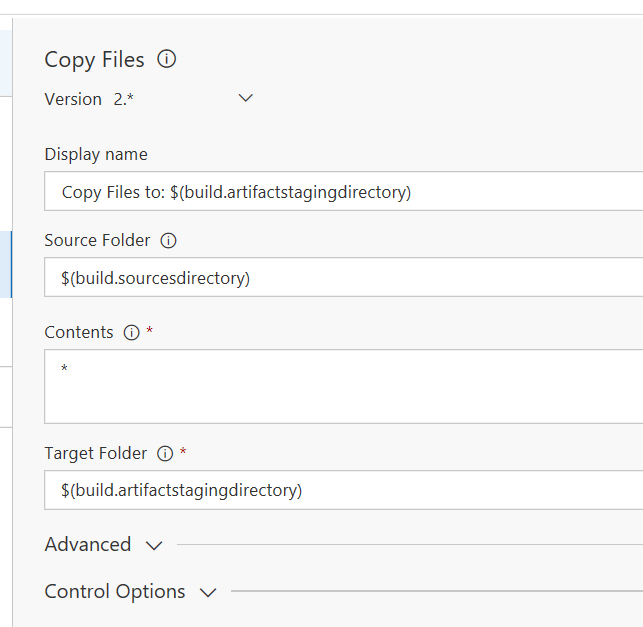 Copy Files
Version 2.*
Display name
Copy Files to: $(build.artifactstagingdirectory)
Source Folder
$(build.sourcesdirectory)
Contents *
*
Target Folder *
$(build.artifactstagingdirectory)
Advanced
Control Options